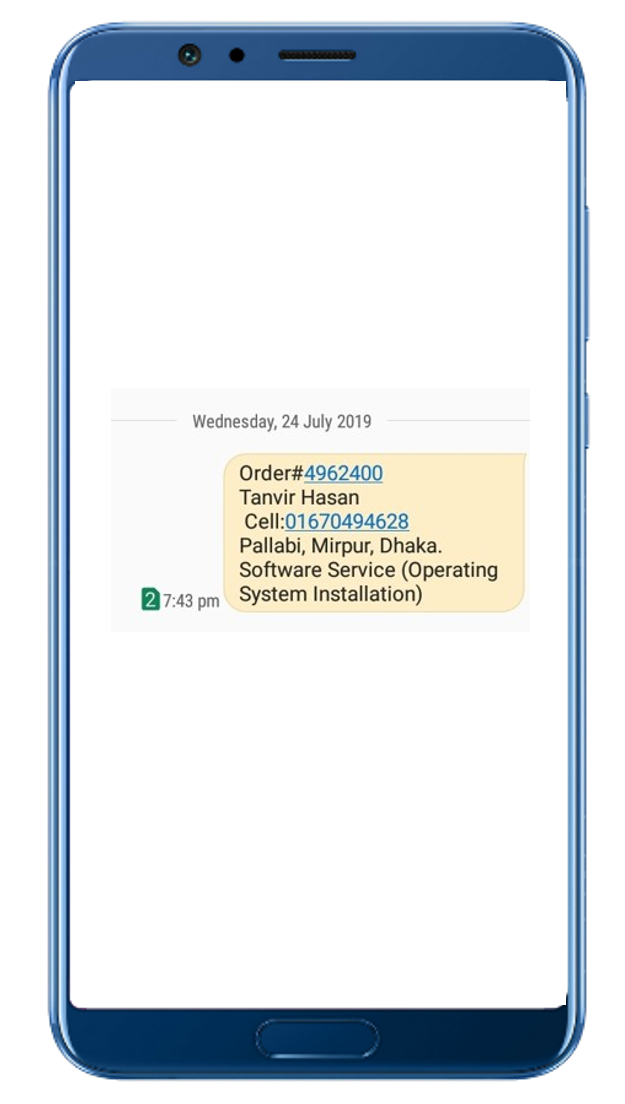 Wednesday, 24 July 2019
Order#4962400
Tanvir Hasan
Cell:01670494628
Pallabi, Mirpur, Dhaka.
Software Service (Operating
System Installation)
2 7:43 pm